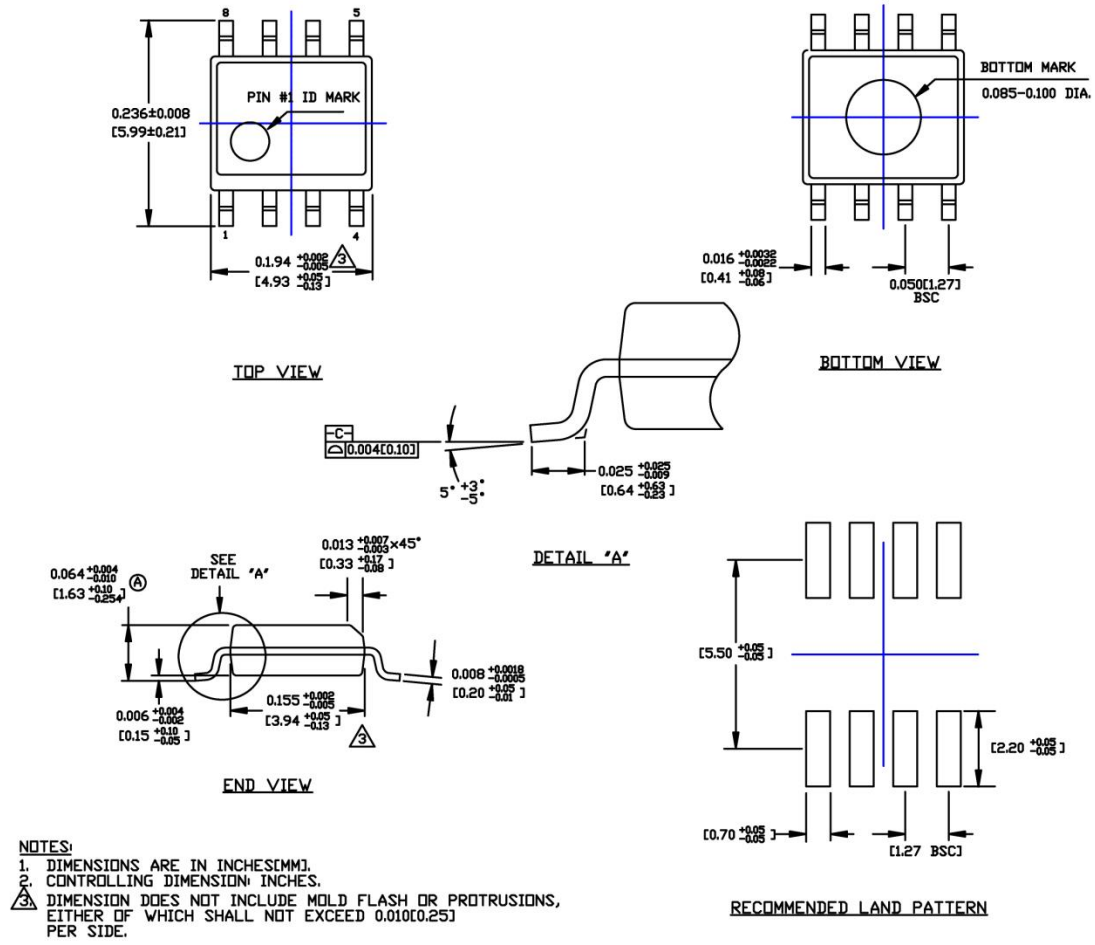 8
5
PIN #1 ID MARK
0.236±0.008
[5.99±0.21]
1
4
0.1.94 +0.002 -0.005
[4.93 +0.05 -0.13]
3
TOP VIEW
BOTTOM MARK
0.085-0.100 DIA.
0.016 +0.0032 -0.0022
[0.41 +0.08 -0.06 ]
0.050[1.27]
BSC
BOTTOM VIEW
-C-
0.004[0.10]
5° +3° -5°
0.025 +0.025 -0.009
[0.64 +0.63 -0.23 ]
DETAIL "A"
SEE
DETAIL "A"
0.064 +0.004 -0.010
[1.63 +0.10 -0.254]
A
0.013 +0.007 -0.003 ×45°
[0.33 +0.17 -0.08 ]
0.006 +0.004 -0.002
[0.15 +0.10 -0.05 ]
0.155 +0.002 -0.005
[3.94 +0.05 -0.13 ]
3
0.008 +0.0018 -0.0005
[0.20 +0.05 -0.01 ]
END VIEW
[5.50 +0.05 -0.05 ]
[2.20 +0.05 -0.05 ]
[0.70 +0.05 -0.05 ]
[1.27 BSC]
RECOMMENDED LAND PATTERN
NOTES:
1. DIMENSIONS ARE IN INCHES[MM].
2. CONTROLLING DIMENSION: INCHES.
3. DIMENSION DOES NOT INCLUDE MOLD FLASH OR PROTRUSIONS,
EITHER OF WHICH SHALL NOT EXCEED 0.010[0.25]
PER SIDE.